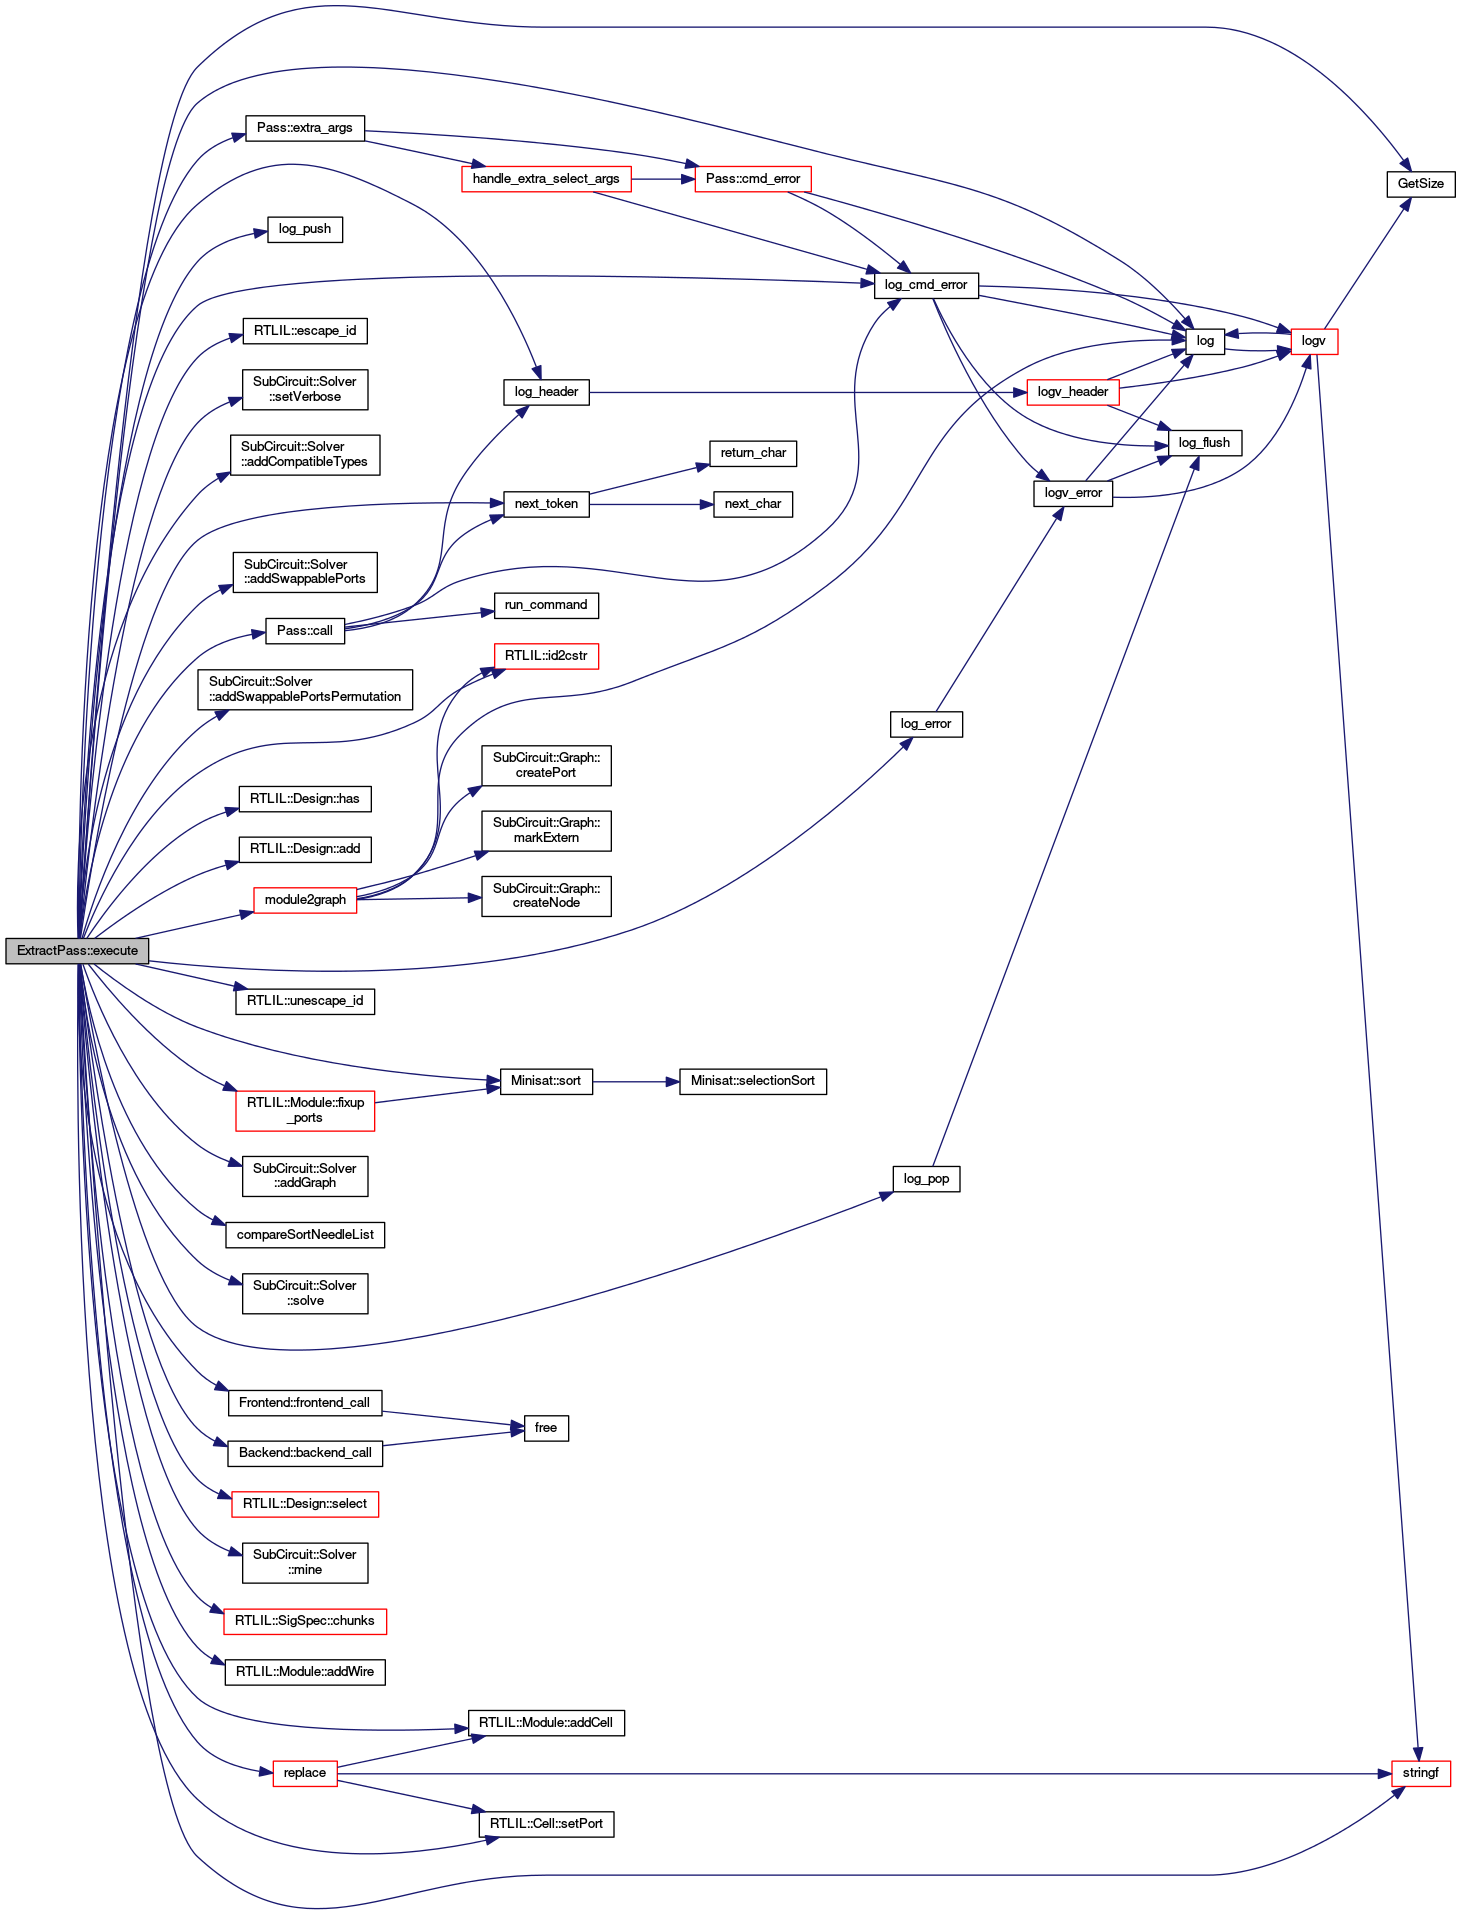 GetSize
Pass::extra_args
handle_extra_select_args
Pass::cmd_error
log_push
log_cmd_error
RTLIL::escape_id
log
logv
SubCircuit::Solver
::setVerbose
log_header
logv_header
SubCircuit::Solver
::addCompatibleTypes
return_char
log_flush
next_token
next_char
logv_error
SubCircuit::Solver
::addSwappablePorts
run_command
Pass::call
RTLIL::id2cstr
SubCircuit::Solver
::addSwappablePortsPermutation
log_error
SubCircuit::Graph::
createPort
RTLIL::Design::has
SubCircuit::Graph::
markExtern
RTLIL::Design::add
module2graph
SubCircuit::Graph::
createNode
ExtractPass::execute
RTLIL::unescape_id
Minisat::sort
Minisat::selectionSort
RTLIL::Module::fixup
_ports
SubCircuit::Solver
::addGraph
log_pop
compareSortNeedleList
SubCircuit::Solver
::solve
Frontend::frontend_call
free
Backend::backend_call
RTLIL::Design::select
SubCircuit::Solver
::mine
RTLIL::SigSpec::chunks
RTLIL::Module::addWire
RTLIL::Module::addCell
replace
stringf
RTLIL::Cell::setPort